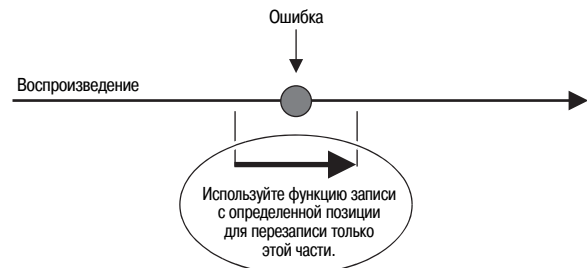 Ошибка
Воспроизведение
Используйте функцию записи
с определенной позиции
для перезаписи только
этой части.